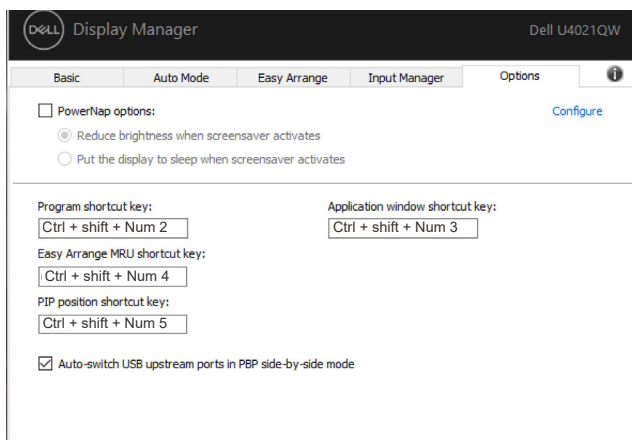 DELL Display Manager Dell U4021QW
Basic Auto Mode Easy Arrange Input Manager Options
PowerNap options: Configure
Reduce brightness when screensaver activates
Put the display to sleep when screensaver activates
Program shortcut key: Application window shortcut key:
Ctrl + shift + Num 2 Ctrl + shift + Num 3
Easy Arrange MRU shortcut key:
Ctrl + shift + Num 4
PIP position shortcut key:
Ctrl + shift + Num 5
Auto-switch USB upstream ports in PBP side-by-side mode